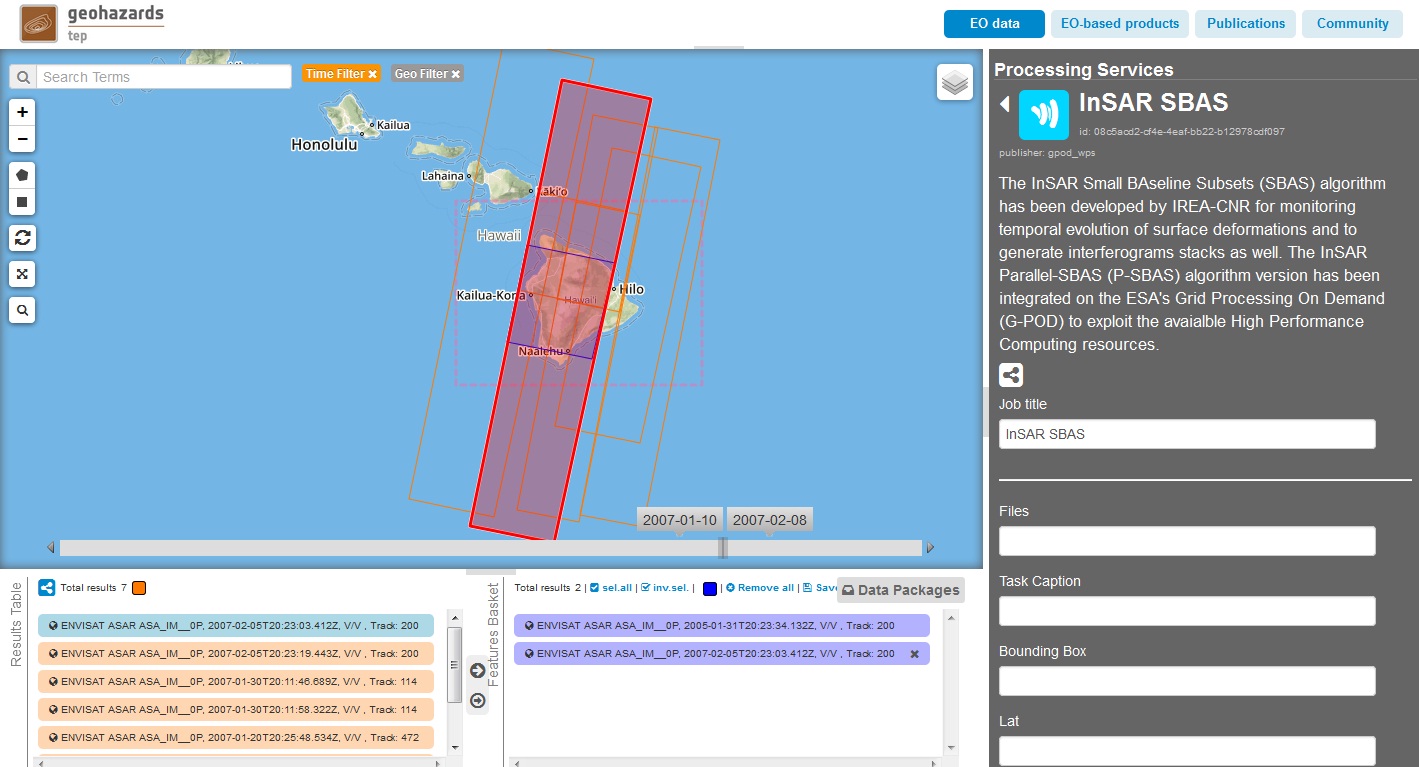 geohazards
tep
EO data
EO-based products
Publications
Community
Search Terms
Time Filter ✖
Geo Filter ✖
+
−
Kailua
Honolulu
Lahaina
Hawaii
Kailua-Kona
Hawai'i
Hilo
Naalehu
2007-01-10
2007-02-08
Processing Services
InSAR SBAS
id: 08c5acd2-cf4e-4eaf-bb22-b12978cdf097
publisher: gpod_wps
The InSAR Small BAseline Subsets (SBAS) algorithm
has been developed by IREA-CNR for monitoring
temporal evolution of surface deformations and to
generate interferograms stacks as well. The InSAR
Parallel-SBAS (P-SBAS) algorithm version has been
integrated on the ESA's Grid Processing On Demand
(G-POD) to exploit the avaialble High Performance
Computing resources.
Job title
InSAR SBAS
Files
Task Caption
Bounding Box
Lat
Results Table
Total results 7
ENVISAT ASAR ASA_IM__0P, 2007-02-05T20:23:03.412Z, V/V , Track: 200
ENVISAT ASAR ASA_IM__0P, 2007-02-05T20:23:19.443Z, V/V , Track: 200
ENVISAT ASAR ASA_IM__0P, 2007-01-30T20:11:46.689Z, V/V , Track: 114
ENVISAT ASAR ASA_IM__0P, 2007-01-30T20:11:58.322Z, V/V , Track: 114
ENVISAT ASAR ASA_IM__0P, 2007-01-20T20:25:48.534Z, V/V , Track: 472
Features Basket
Total results 2 | sel.all | inv.sel. | | Remove all | Save
Data Packages
ENVISAT ASAR ASA_IM__0P, 2005-01-31T20:23:34.132Z, V/V , Track: 200
ENVISAT ASAR ASA_IM__0P, 2007-02-05T20:23:03.412Z, V/V , Track: 200 ✖